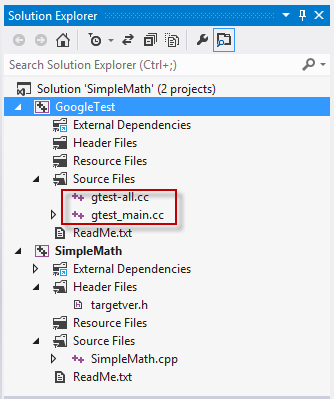 Solution Explorer
Search Solution Explorer (Ctrl+;)
Solution 'SimpleMath' (2 projects)
GoogleTest
External Dependencies
Header Files
Resource Files
Source Files
gtest-all.cc
gtest_main.cc
ReadMe.txt
SimpleMath
External Dependencies
Header Files
targetver.h
Resource Files
Source Files
SimpleMath.cpp
ReadMe.txt